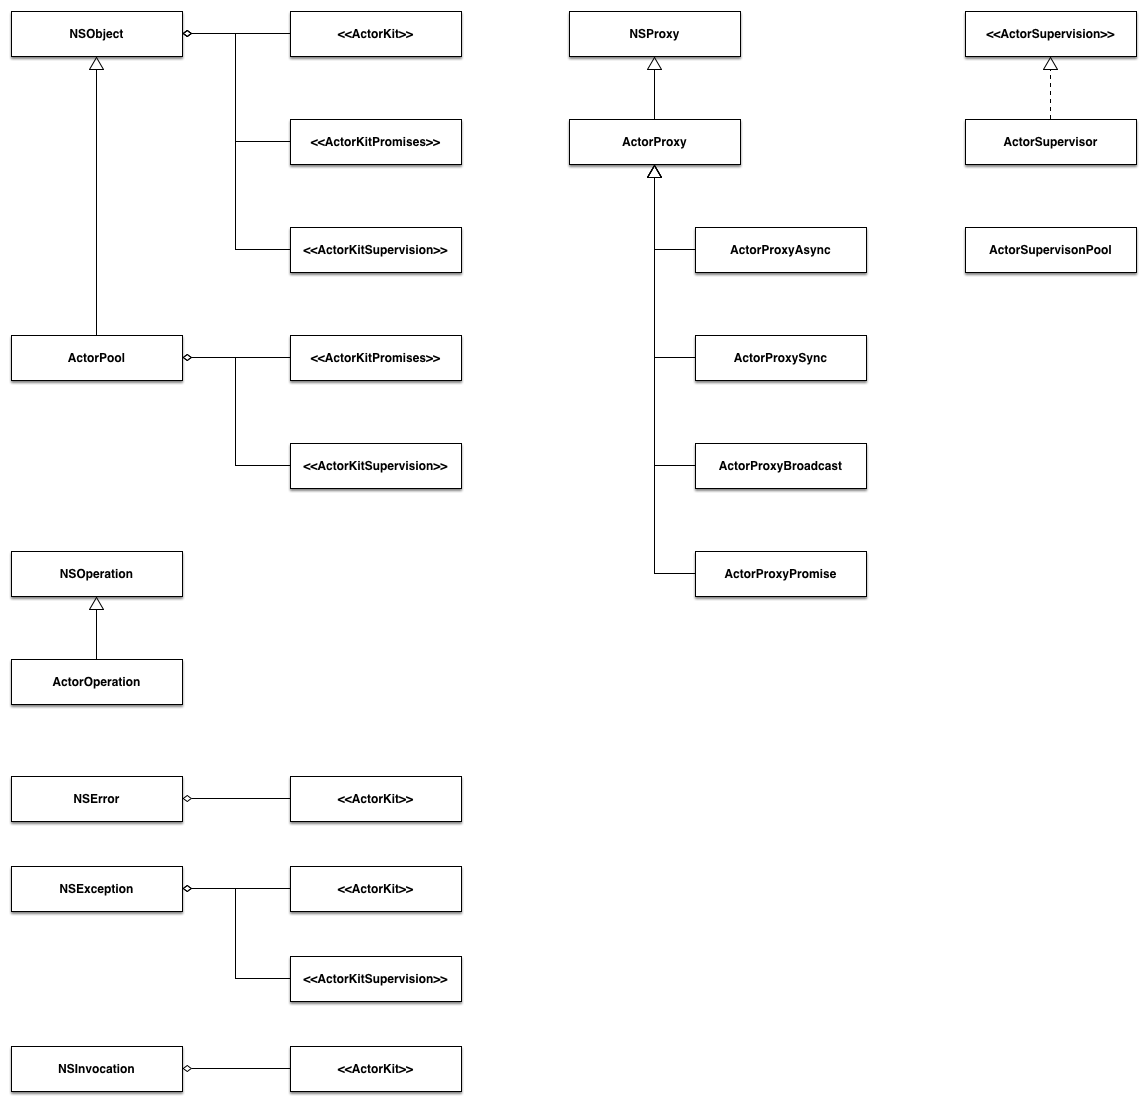 NSObject
<<ActorKit>>
NSProxy
<<ActorSupervision>>
<<ActorKitPromises>>
ActorProxy
ActorSupervisor
<<ActorKitSupervision>>
ActorProxyAsync
ActorSupervisonPool
ActorPool
<<ActorKitPromises>>
ActorProxySync
<<ActorKitSupervision>>
ActorProxyBroadcast
NSOperation
ActorProxyPromise
ActorOperation
NSError
<<ActorKit>>
NSException
<<ActorKit>>
<<ActorKitSupervision>>
NSInvocation
<<ActorKit>>